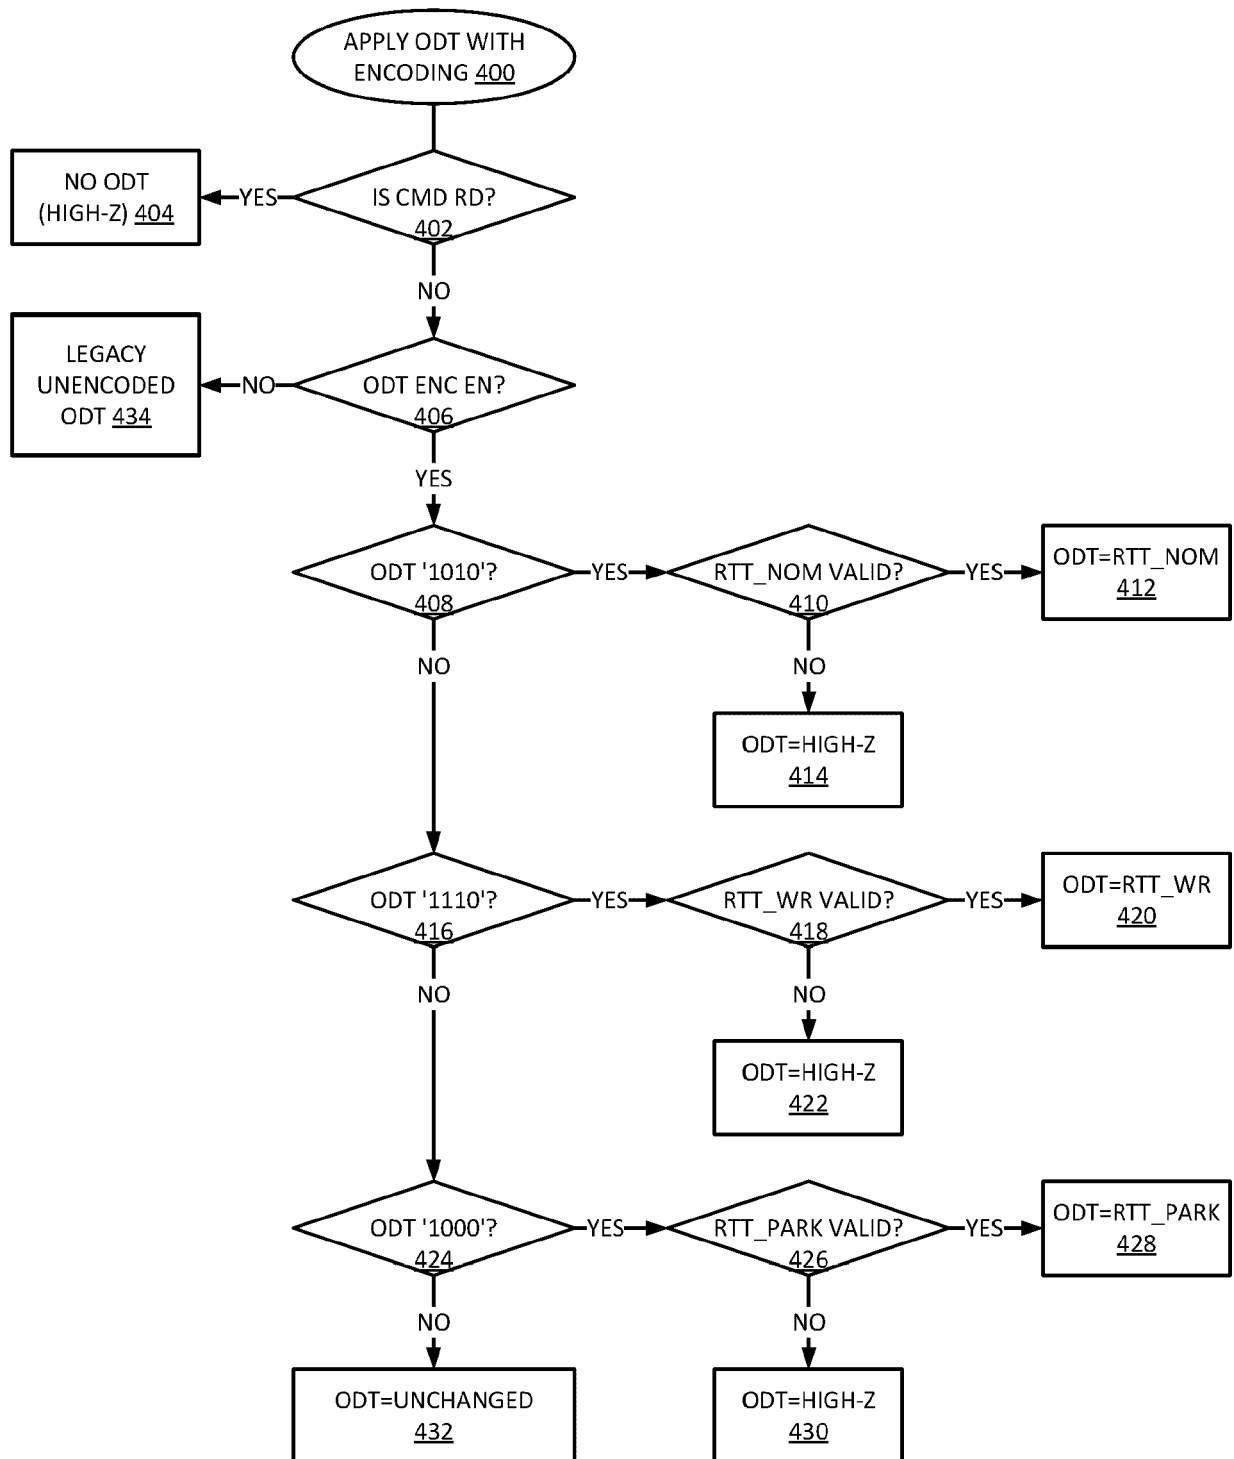 APPLY ODT WITH
ENCODING 400
NO ODT
(HIGH-Z) 404
YES
IS CMD RD?
402
NO
LEGACY
UNENCODED
ODT 434
NO
ODT ENC EN?
406
YES
ODT '1010'?
408
YES
RTT_NOM VALID?
410
YES
ODT=RTT_NOM
412
NO
NO
ODT=HIGH-Z
414
ODT '1110'?
416
YES
RTT_WR VALID?
418
YES
ODT=RTT_WR
420
NO
NO
ODT=HIGH-Z
422
ODT '1000'?
424
YES
RTT_PARK VALID?
426
YES
ODT=RTT_PARK
428
NO
NO
ODT=UNCHANGED
432
ODT=HIGH-Z
430